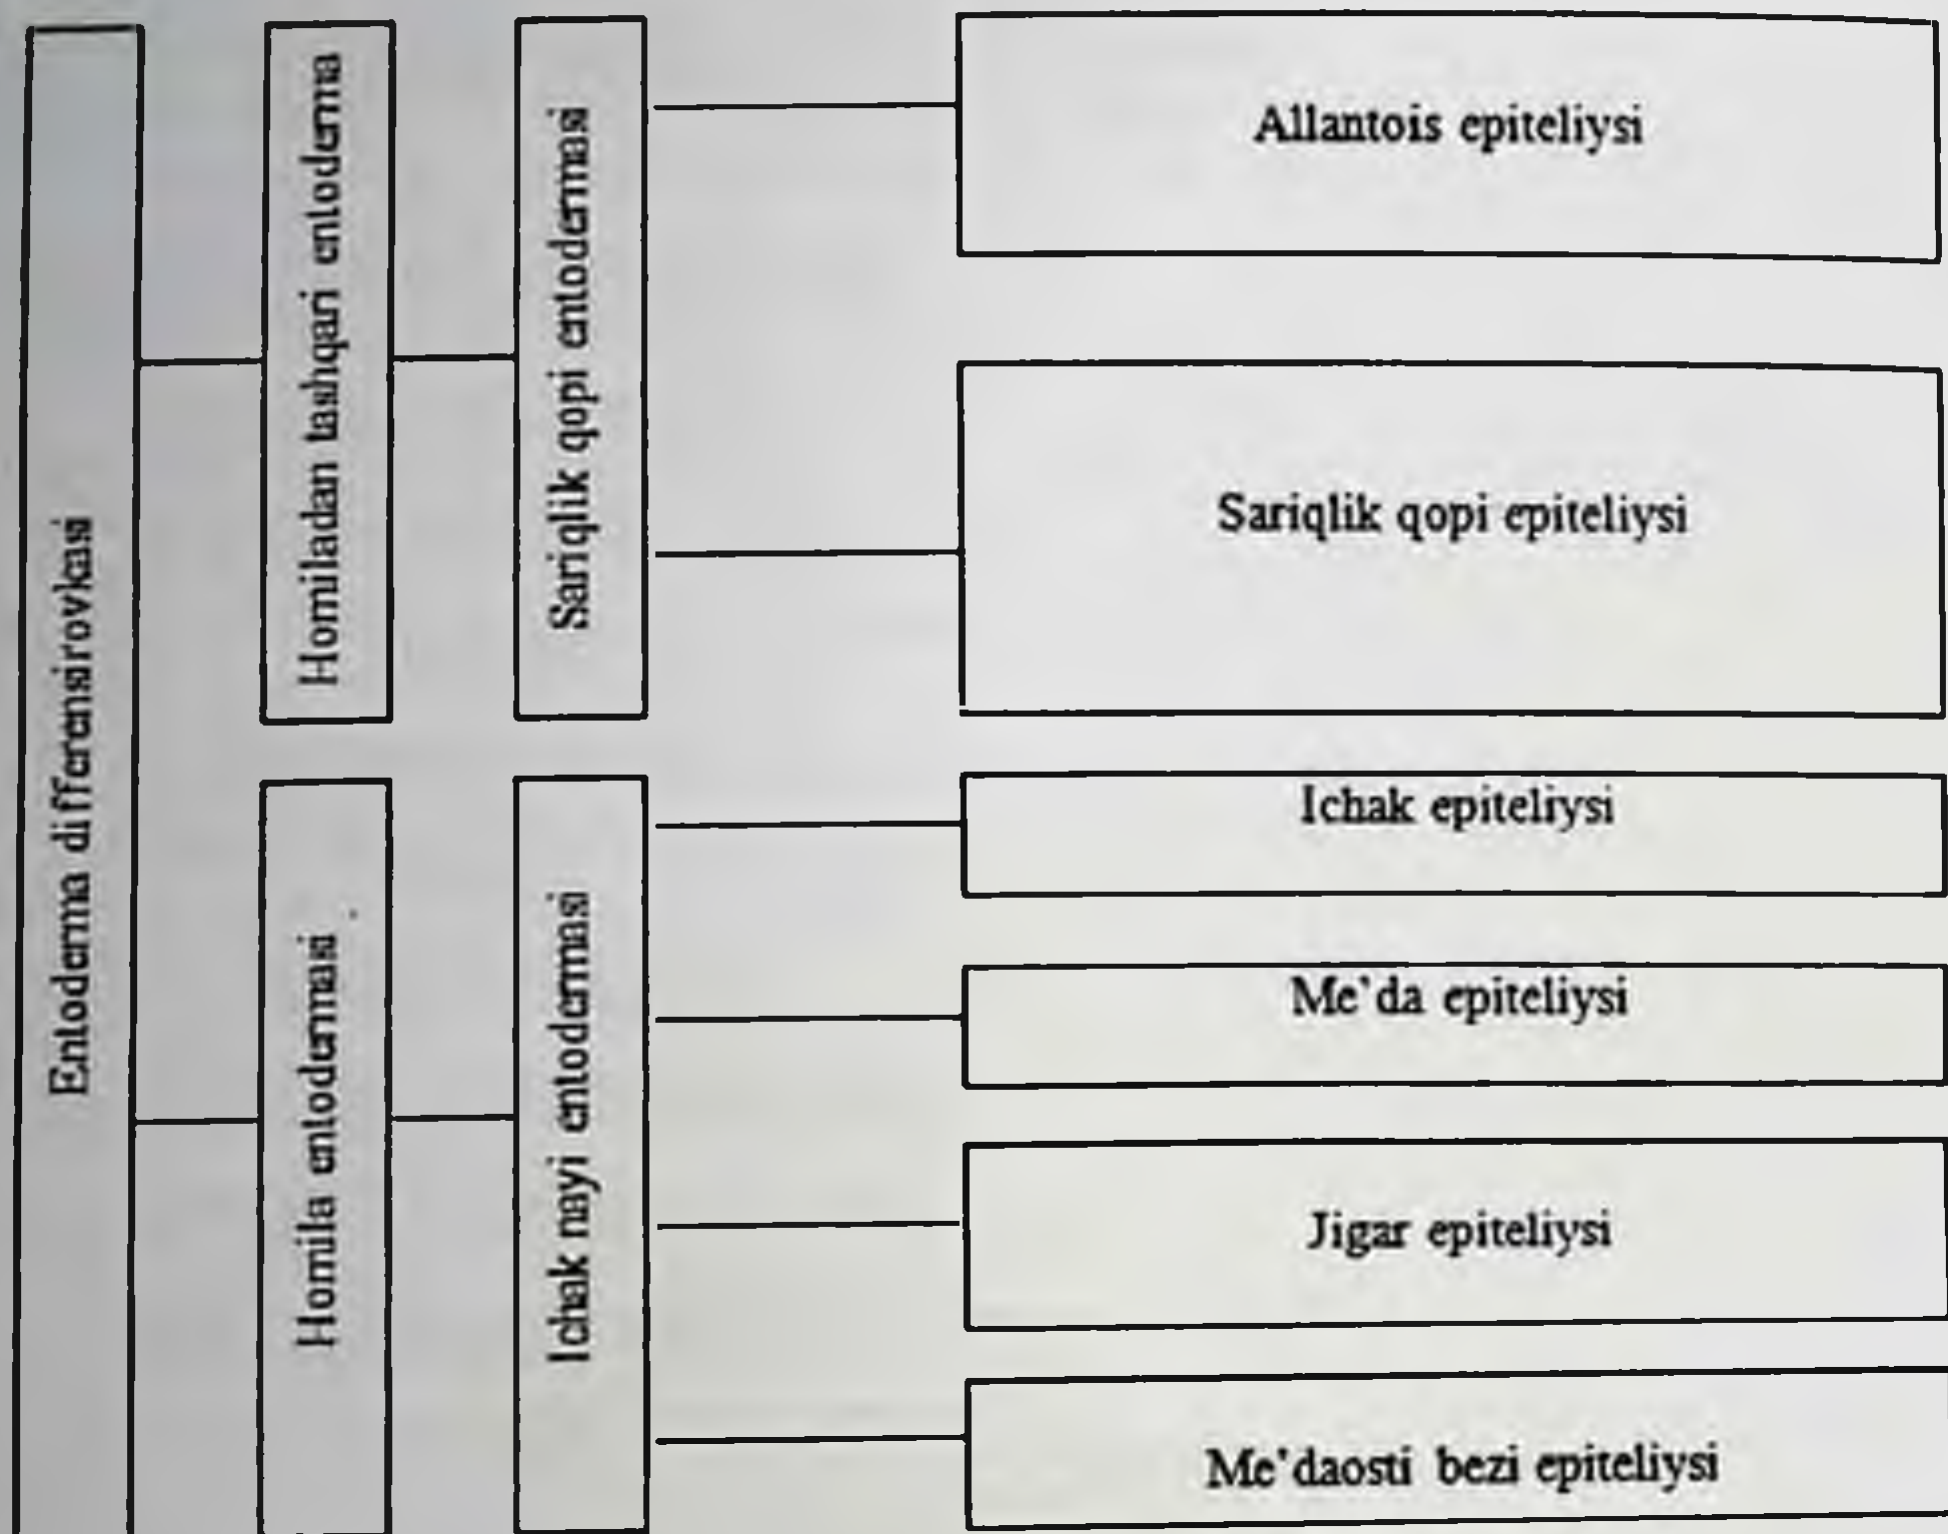 Entoderma differensirovkasi
Homiladan tashqari entoderma
Sariqlik qopi entodermasi
Allantois epiteliysi
Sariqlik qopi epiteliysi
Homila entodermasi
Ichak nayi entodermasi
Ichak epiteliysi
Me'da epiteliysi
Jigar epiteliysi
Me'daosti bezi epiteliysi